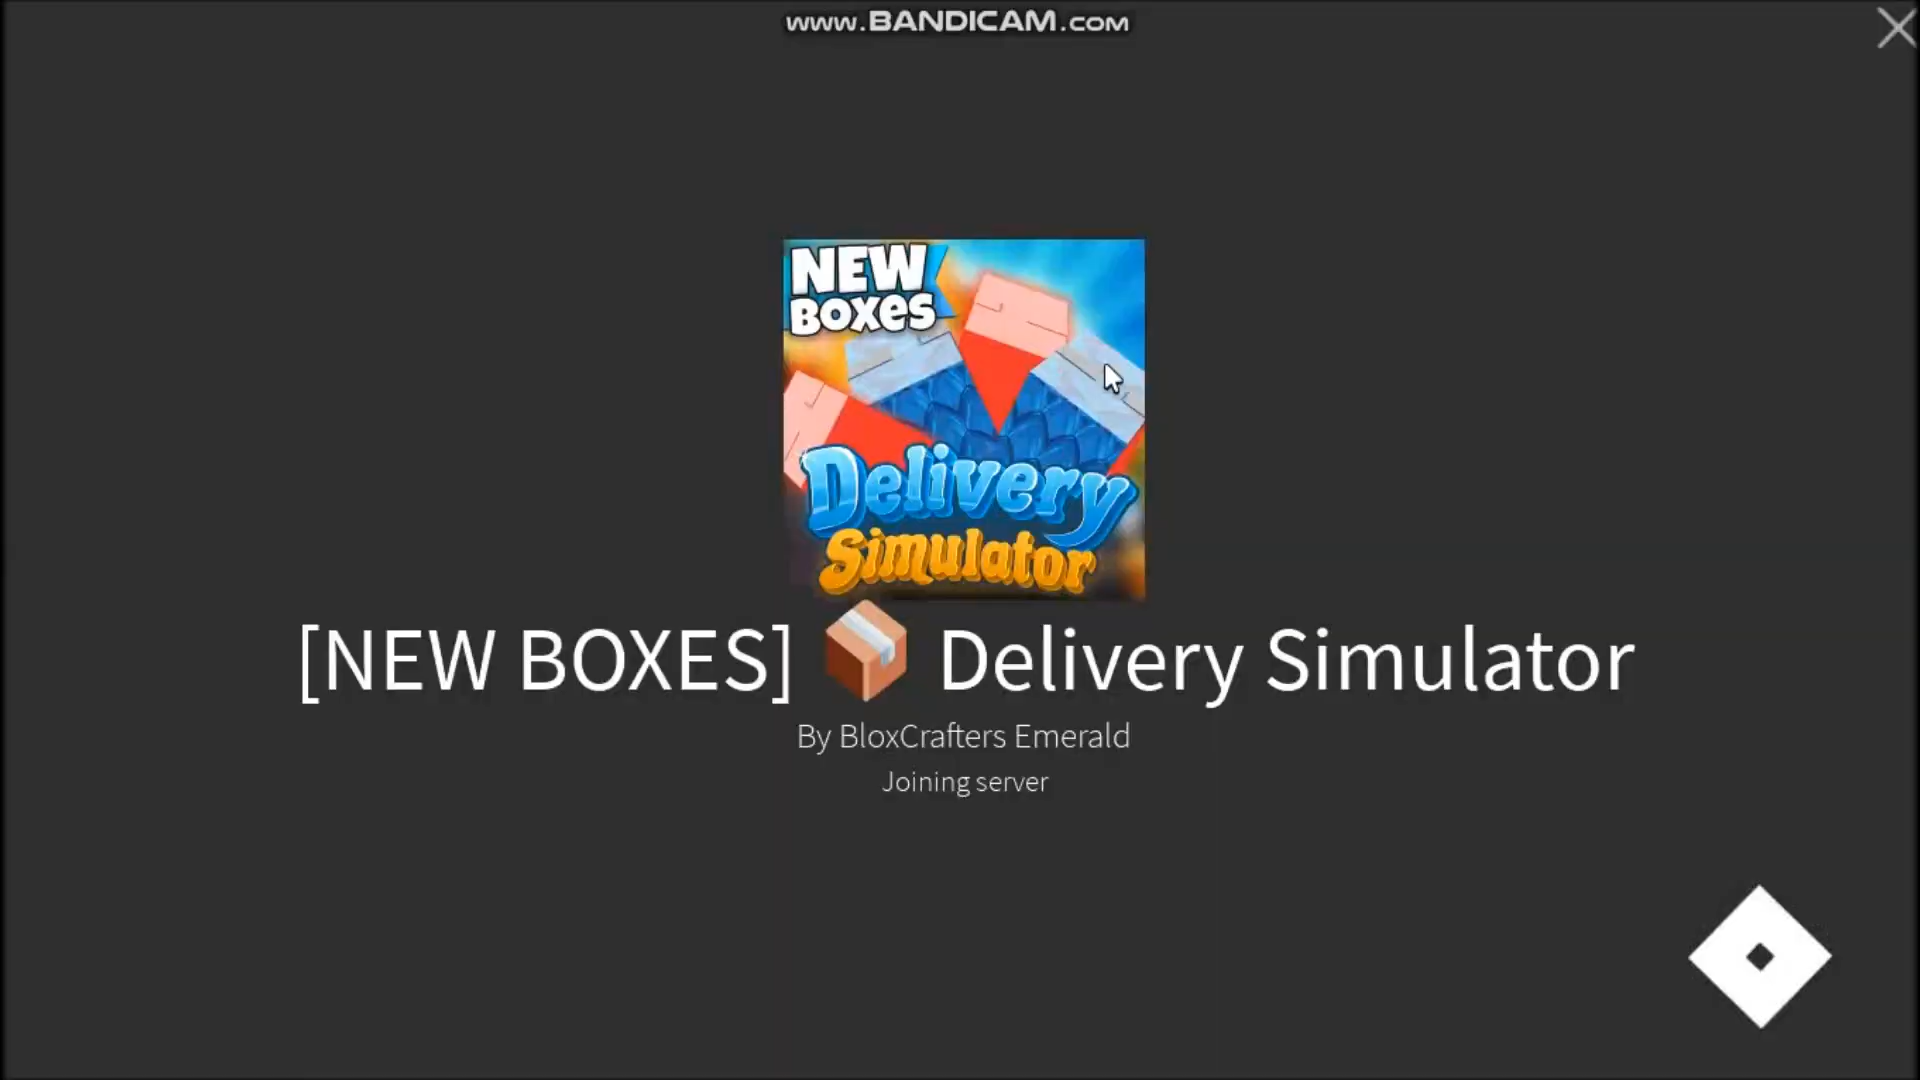 www.BANDICAM.com
NEW
BOXes
Delivery
Simulator
[NEW BOXES] 📦 Delivery Simulator
By BloxCrafters Emerald
Joining server